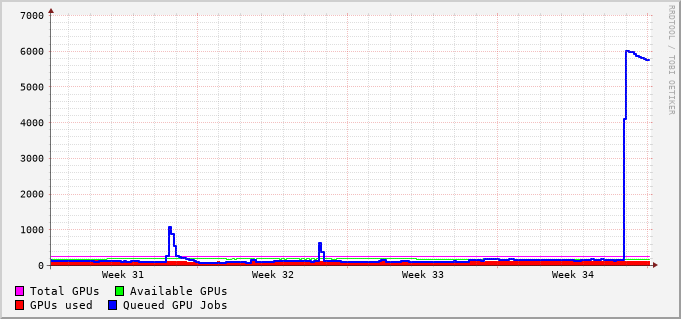 7000
6000
5000
4000
3000
2000
1000
0
Week 31 Week 32 Week 33 Week 34
Total GPUs Available GPUs
GPUs used Queued GPU Jobs
RRDTOOL / TOBI OETIKER